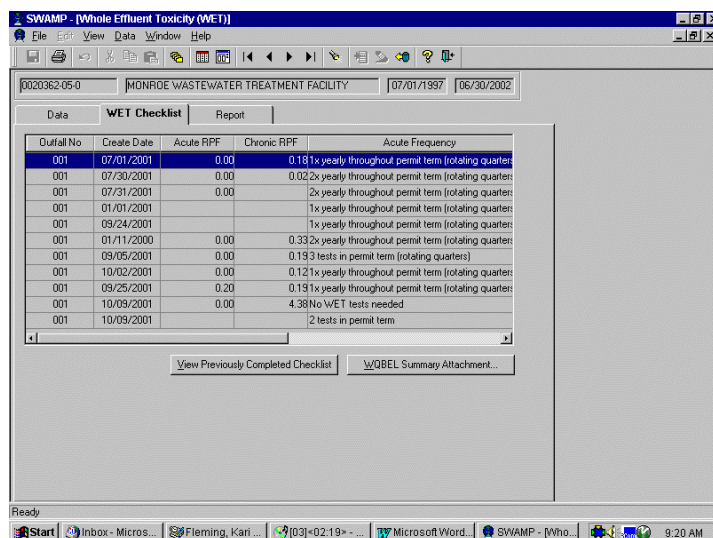 SWAMP - [Whole Effluent Toxicity (WET)]
File Edit View Data Window Help
0020362-05-0 MONROE WASTEWATER TREATMENT FACILITY 07/01/1997 06/30/2002
Data WET Checklist Report
Outfall No Create Date Acute RPF Chronic RPF Acute Frequency
001 07/01/2001 0.00 0.18 1x yearly throughout permit term (rotating quarters
001 07/30/2001 0.00 0.02 2x yearly throughout permit term (rotating quarters
001 07/31/2001 0.00 2x yearly throughout permit term (rotating quarters
001 01/01/2001 1x yearly throughout permit term (rotating quarters
001 09/24/2001 1x yearly throughout permit term (rotating quarters
001 01/11/2000 0.00 0.33 2x yearly throughout permit term (rotating quarters
001 09/05/2001 0.00 0.19 3 tests in permit term (rotating quarters)
001 10/02/2001 0.00 0.12 1x yearly throughout permit term (rotating quarters
001 09/25/2001 0.20 0.19 1x yearly throughout permit term (rotating quarters
001 10/09/2001 0.00 4.38 No WET tests needed
001 10/09/2001 2 tests in permit term
View Previously Completed Checklist WQBEL Summary Attachment...
Ready
Start Inbox - Micros... Fleming, Kari ... [03]<02:19> - ... Microsoft Word... SWAMP - [Who... 9:20 AM